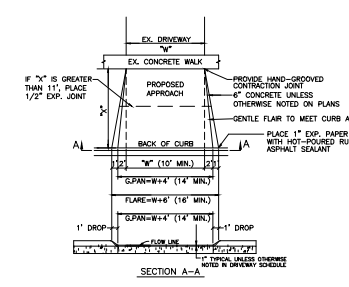 EX. DRIVEWAY
"W"
EX. CONCRETE WALK
IF "X" IS GREATER
THAN 11', PLACE
1/2" EXP. JOINT
PROPOSED
APPROACH
PROVIDE HAND-GROOVED
CONTRACTION JOINT
6" CONCRETE UNLESS
OTHERWISE NOTED ON PLANS
"X"
GENTLE FLAIR TO MEET CURB A
PLACE 1" EXP. PAPER
WITH HOT-POURED RU
ASPHALT SEALANT
A
BACK OF CURB
A
1' 2' "W" (10' MIN.) 2' 1'
G.PAN=W+4' (14' MIN.)
FLARE=W+6' (16' MIN.)
G.PAN=W+4' (14' MIN.)
1' DROP
1' DROP
FLOW LINE
1" TYPICAL UNLESS OTHERWISE
NOTED IN DRIVEWAY SCHEDULE
SECTION A-A